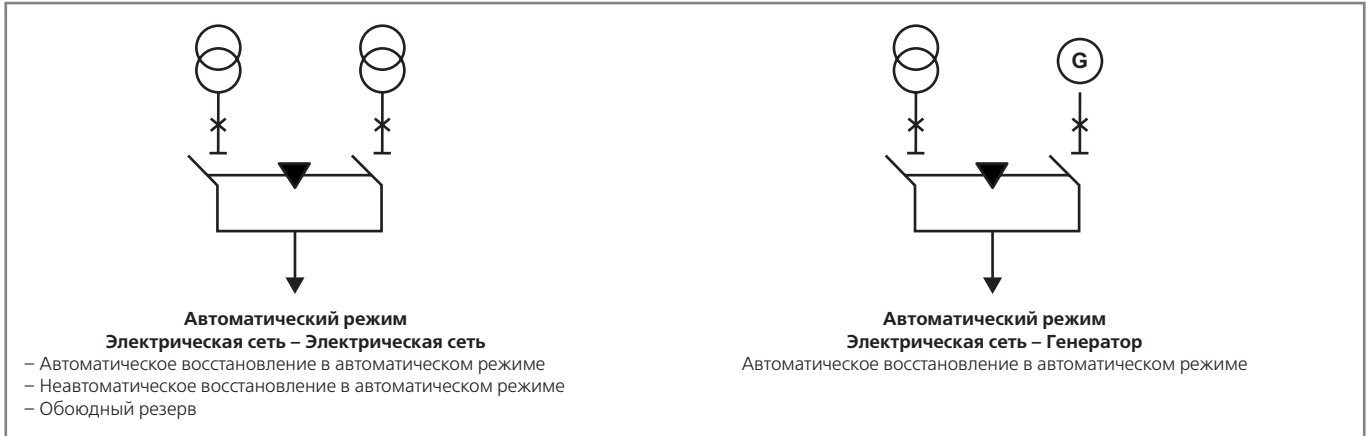 G
Автоматический режим
Электрическая сеть – Электрическая сеть
– Автоматическое восстановление в автоматическом режиме
– Неавтоматическое восстановление в автоматическом режиме
– Обоюдный резерв
Автоматический режим
Электрическая сеть – Генератор
Автоматическое восстановление в автоматическом режиме